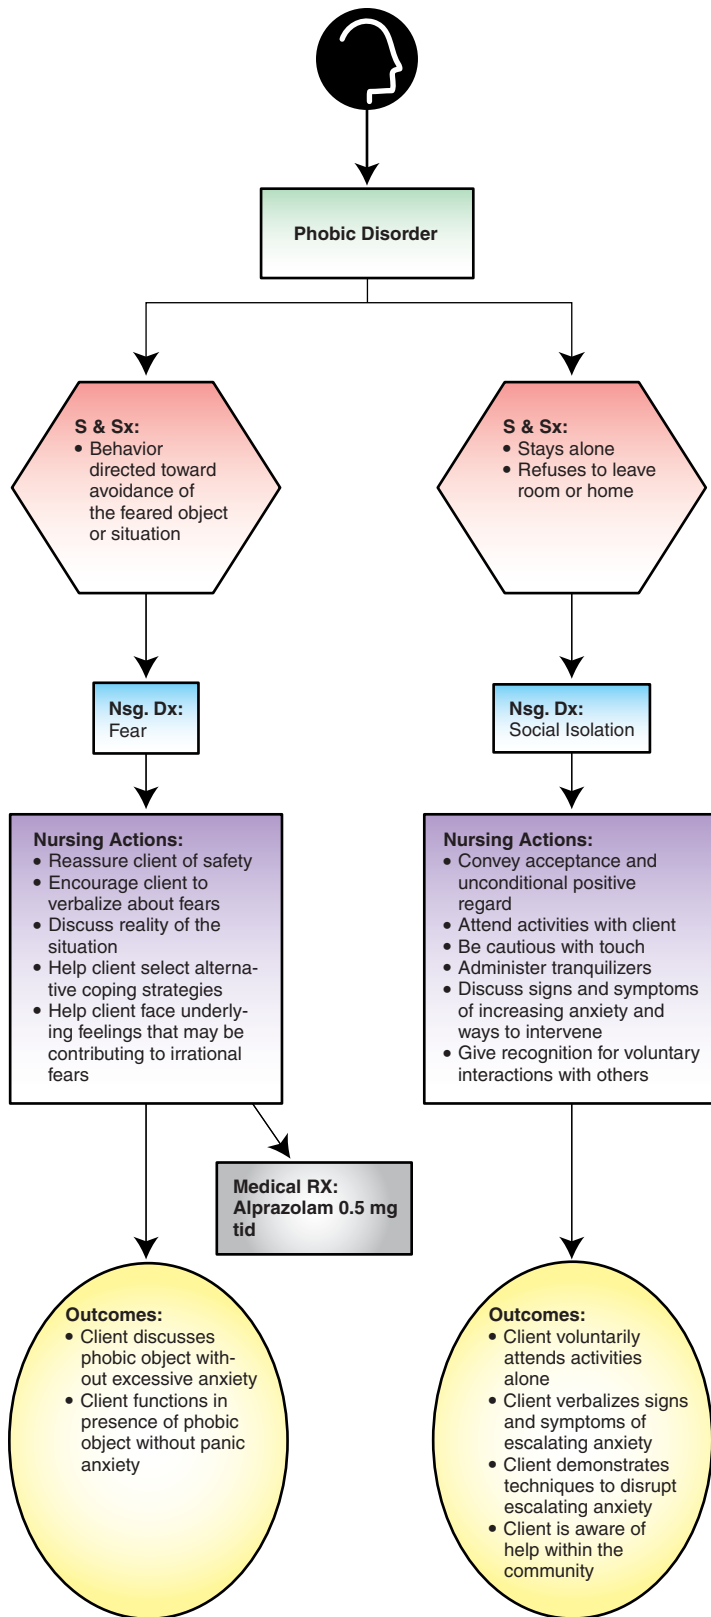 Phobic Disorder
S & Sx:
• Behavior
directed toward
avoidance of
the feared object
or situation
Nsg. Dx:
Fear
Nursing Actions:
• Reassure client of safety
• Encourage client to
verbalize about fears
• Discuss reality of the
situation
• Help client select alterna-
tive coping strategies
• Help client face underly-
ing feelings that may be
contributing to irrational
fears
Medical RX:
Alprazolam 0.5 mg
tid
Outcomes:
• Client discusses
phobic object with-
out excessive anxiety
• Client functions in
presence of phobic
object without panic
anxiety
S & Sx:
• Stays alone
• Refuses to leave
room or home
Nsg. Dx:
Social Isolation
Nursing Actions:
• Convey acceptance and
unconditional positive
regard
• Attend activities with client
• Be cautious with touch
• Administer tranquilizers
• Discuss signs and symptoms
of increasing anxiety and
ways to intervene
• Give recognition for voluntary
interactions with others
Outcomes:
• Client voluntarily
attends activities
alone
• Client verbalizes signs
and symptoms of
escalating anxiety
• Client demonstrates
techniques to disrupt
escalating anxiety
• Client is aware of
help within the
community